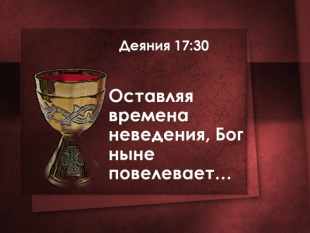 Деяния 17:30
Оставляя
времена
неведения, Бог
ныне
повелевает…